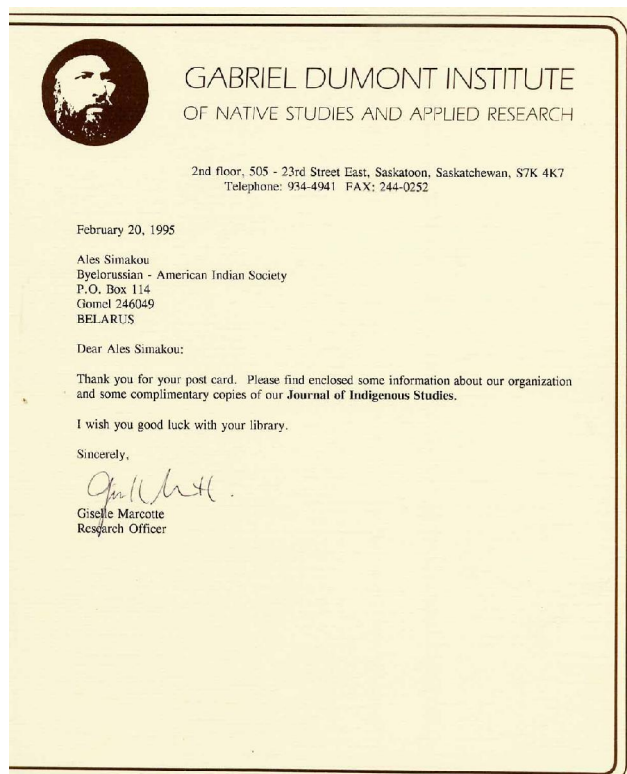 GABRIEL DUMONT INSTITUTE
OF NATIVE STUDIES AND APPLIED RESEARCH
2nd floor, 505 - 23rd Street East, Saskatoon, Saskatchewan, S7K 4K7
Telephone: 934-4941 FAX: 244-0252
February 20, 1995
Ales Simakou
Byelorussian - American Indian Society
P.O. Box 114
Gomel 246049
BELARUS
Dear Ales Simakou:
Thank you for your post card. Please find enclosed some information about our organization
and some complimentary copies of our Journal of Indigenous Studies.
I wish you good luck with your library.
Sincerely,
Giselle Marcotte
Research Officer